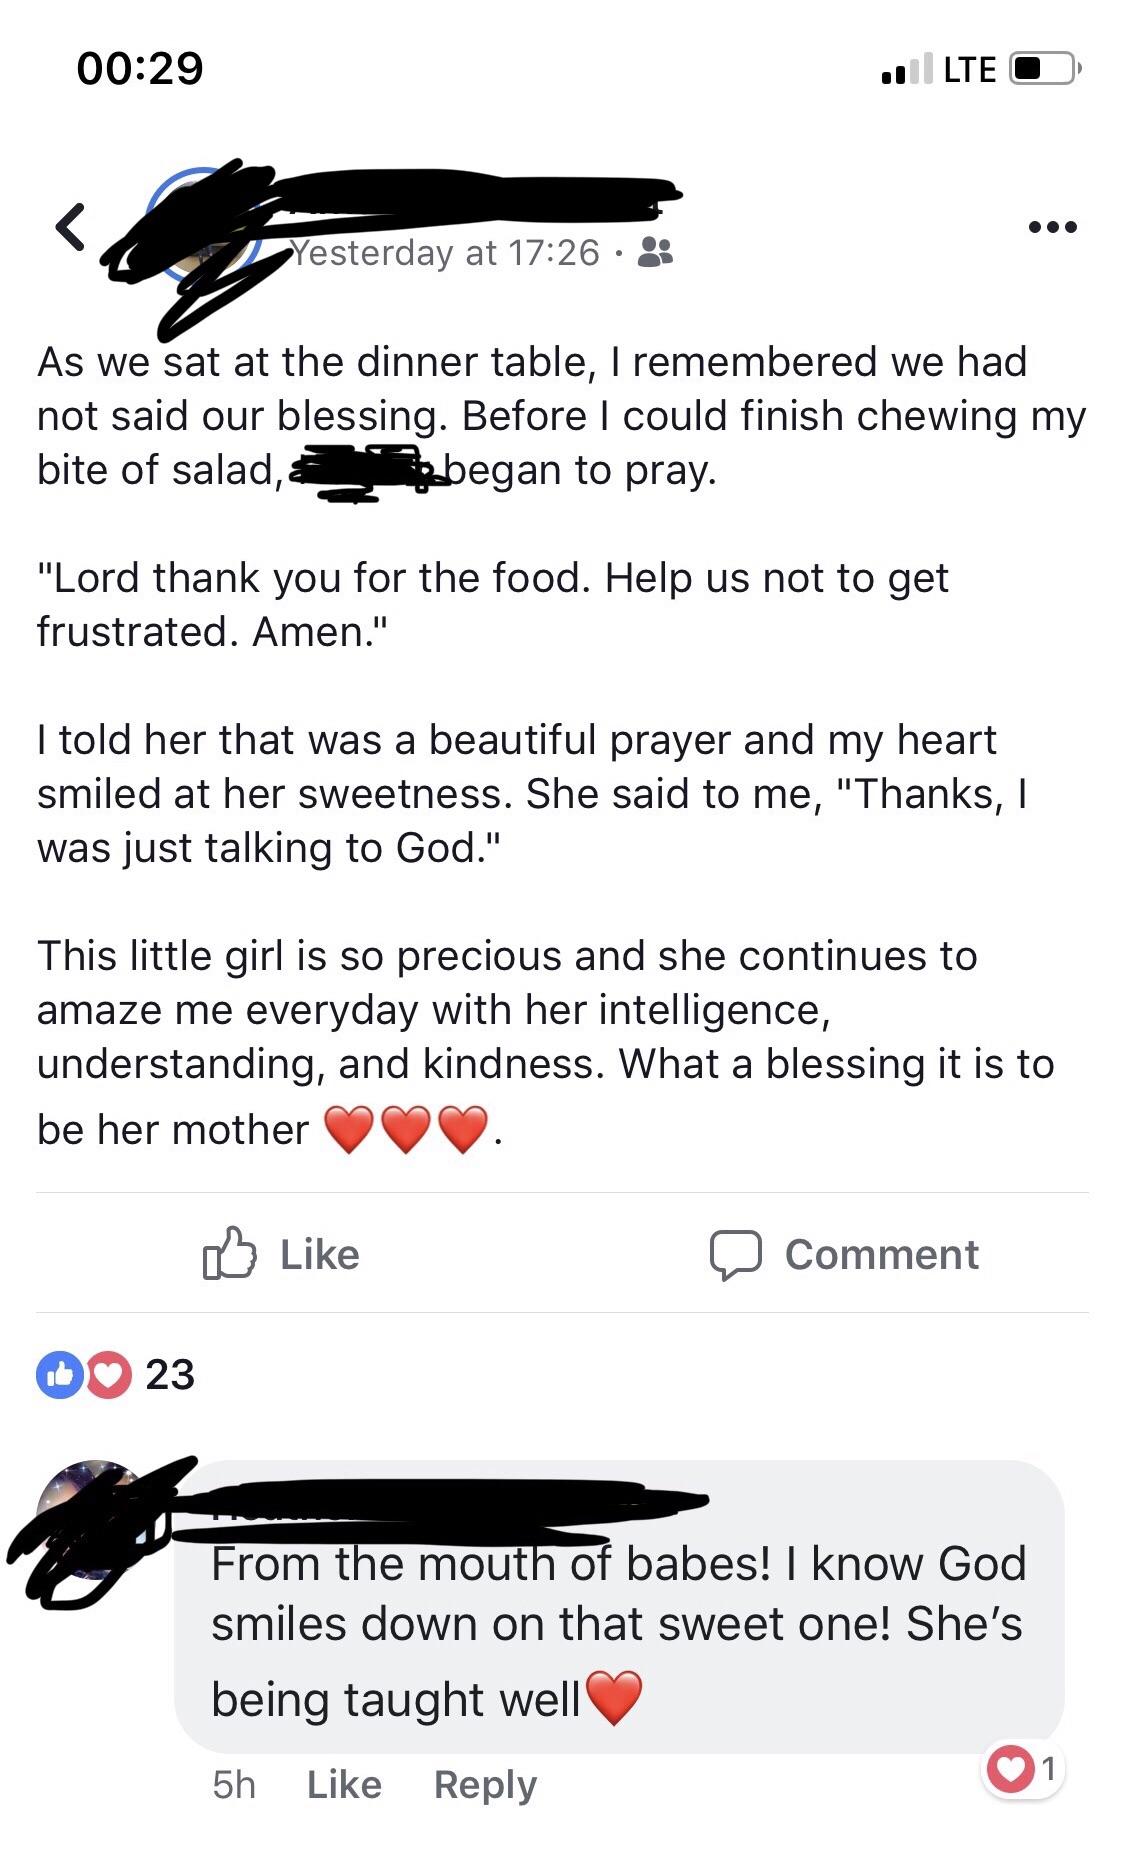 00:29
LTE
Yesterday at 17:26 ·
As we sat at the dinner table, I remembered we had
not said our blessing. Before I could finish chewing my
bite of salad, began to pray.
"Lord thank you for the food. Help us not to get
frustrated. Amen."
I told her that was a beautiful prayer and my heart
smiled at her sweetness. She said to me, "Thanks, I
was just talking to God."
This little girl is so precious and she continues to
amaze me everyday with her intelligence,
understanding, and kindness. What a blessing it is to
be her mother ❤️❤️❤️.
Like
Comment
23
From the mouth of babes! I know God
smiles down on that sweet one! She’s
being taught well❤️
5h Like Reply
1